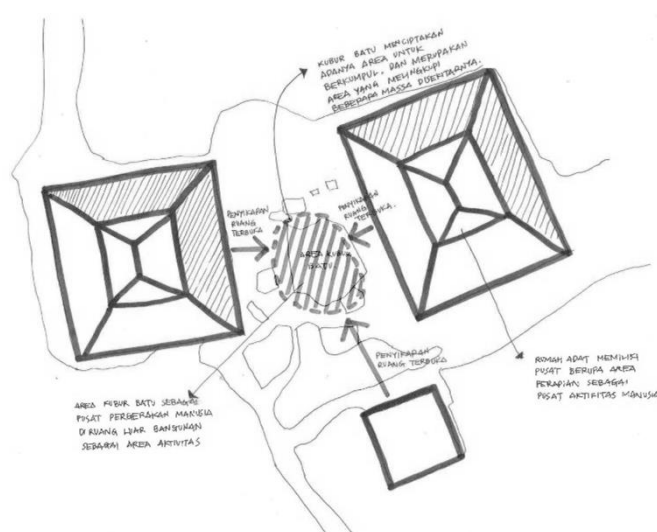 KUBUR BATU MENCIPTAKAN
ADANYA AREA UNTUK
BERKUMPUL, DAN MERUPAKAN
AREA YANG MELINGKUPI
BEBERAPA MASSA DISEKITARNYA.
PENYIKAPAN
RUANG TERBUKA
PENYIKAPAN
RUANG
TERBUKA.
AREA KUBUR
BATU
PENYIKAPAN
RUANG TERBUKA
AREA KUBUR BATU SEBAGAI
PUSAT PERGERAKAN MANUSIA
DI RUANG LUAR BANGUNAN
SEBAGAI AREA AKTIVITAS
RUMAH ADAT MEMILIKI
PUSAT BERUPA AREA
PERAPIAN SEBAGAI
PUSAT AKTIFITAS MANUSIA